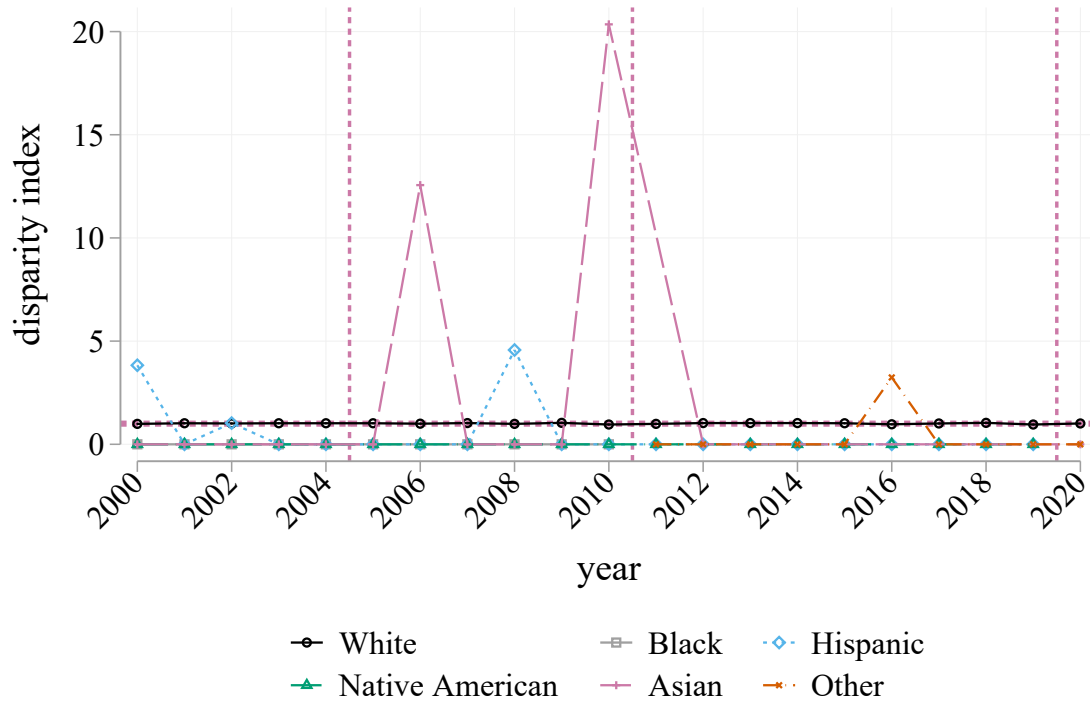 20
15
10
5
0
disparity index
2000 2002 2004 2006 2008 2010 2012 2014 2016 2018 2020
year
White Black Hispanic
Native American Asian Other